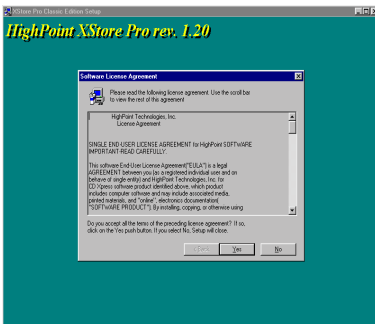 XStore Pro Classic Edition Setup
HighPoint XStore Pro rev. 1.20
Software License Agreement
Please read the following license agreement. Use the scroll bar
to view the rest of this agreement
HighPoint Technologies, Inc.
License Agreement
SINGLE END-USER LICENSE AGREEMENT for HighPoint SOFTWARE
IMPORTANT-READ CAREFULLY:
This software End-User License Agreement("EULA") is a legal
AGREEMENT between you (as a registered individual user and on
behave of single entity) and HighPoint Technologies, Inc. for
CD Xpress software product identified above, which product
includes computer software and may include associated media,
printed materials, and "online", electronics documentation(
"SOFTWARE PRODUCT"). By installing, copying, or otherwise using
Do you accept all the terms of the preceding license agreement? If so,
click on the Yes push button. If you select No, Setup will close.
< Back
Yes
No